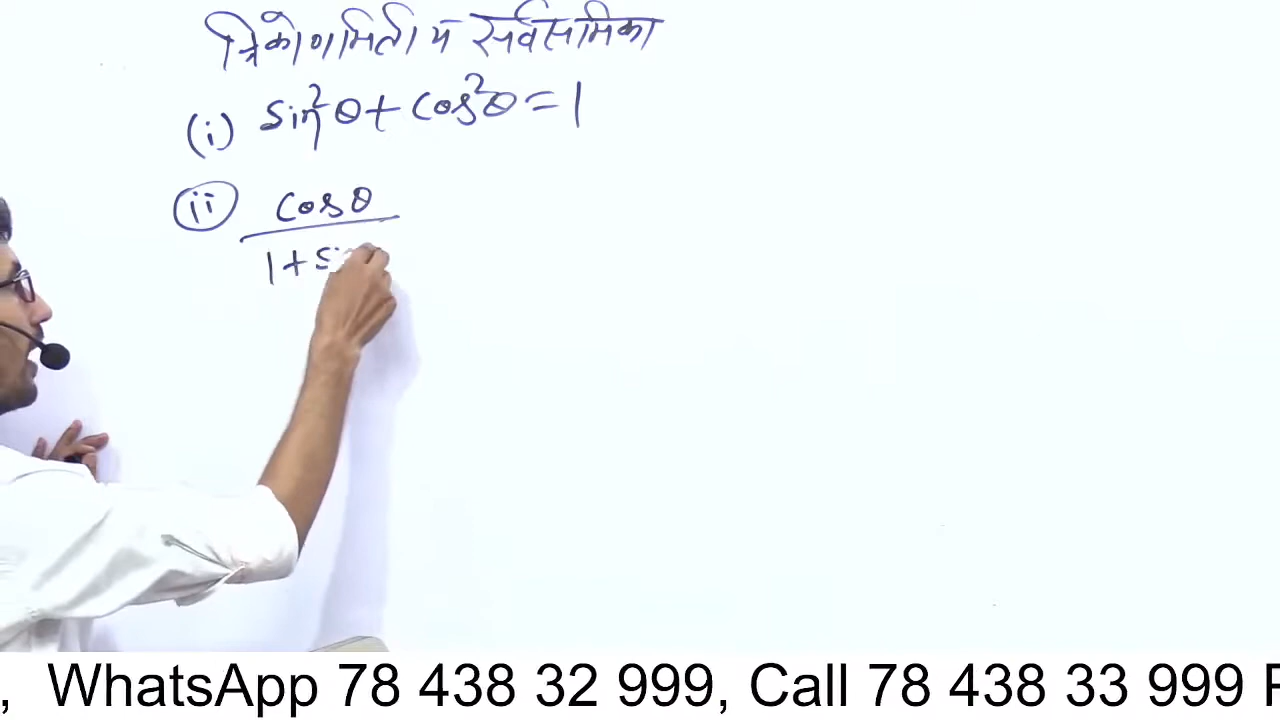 त्रिकोणमिती में सर्वसमिका
(i) sin²θ + cos²θ = 1
(ii) cosθ
1+S
, WhatsApp 78 438 32 999, Call 78 438 33 999